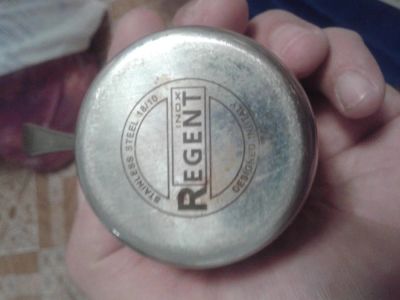 STAINLESS STEEL 18/10
INOX
REGENT
DESIGNED IN ITALY